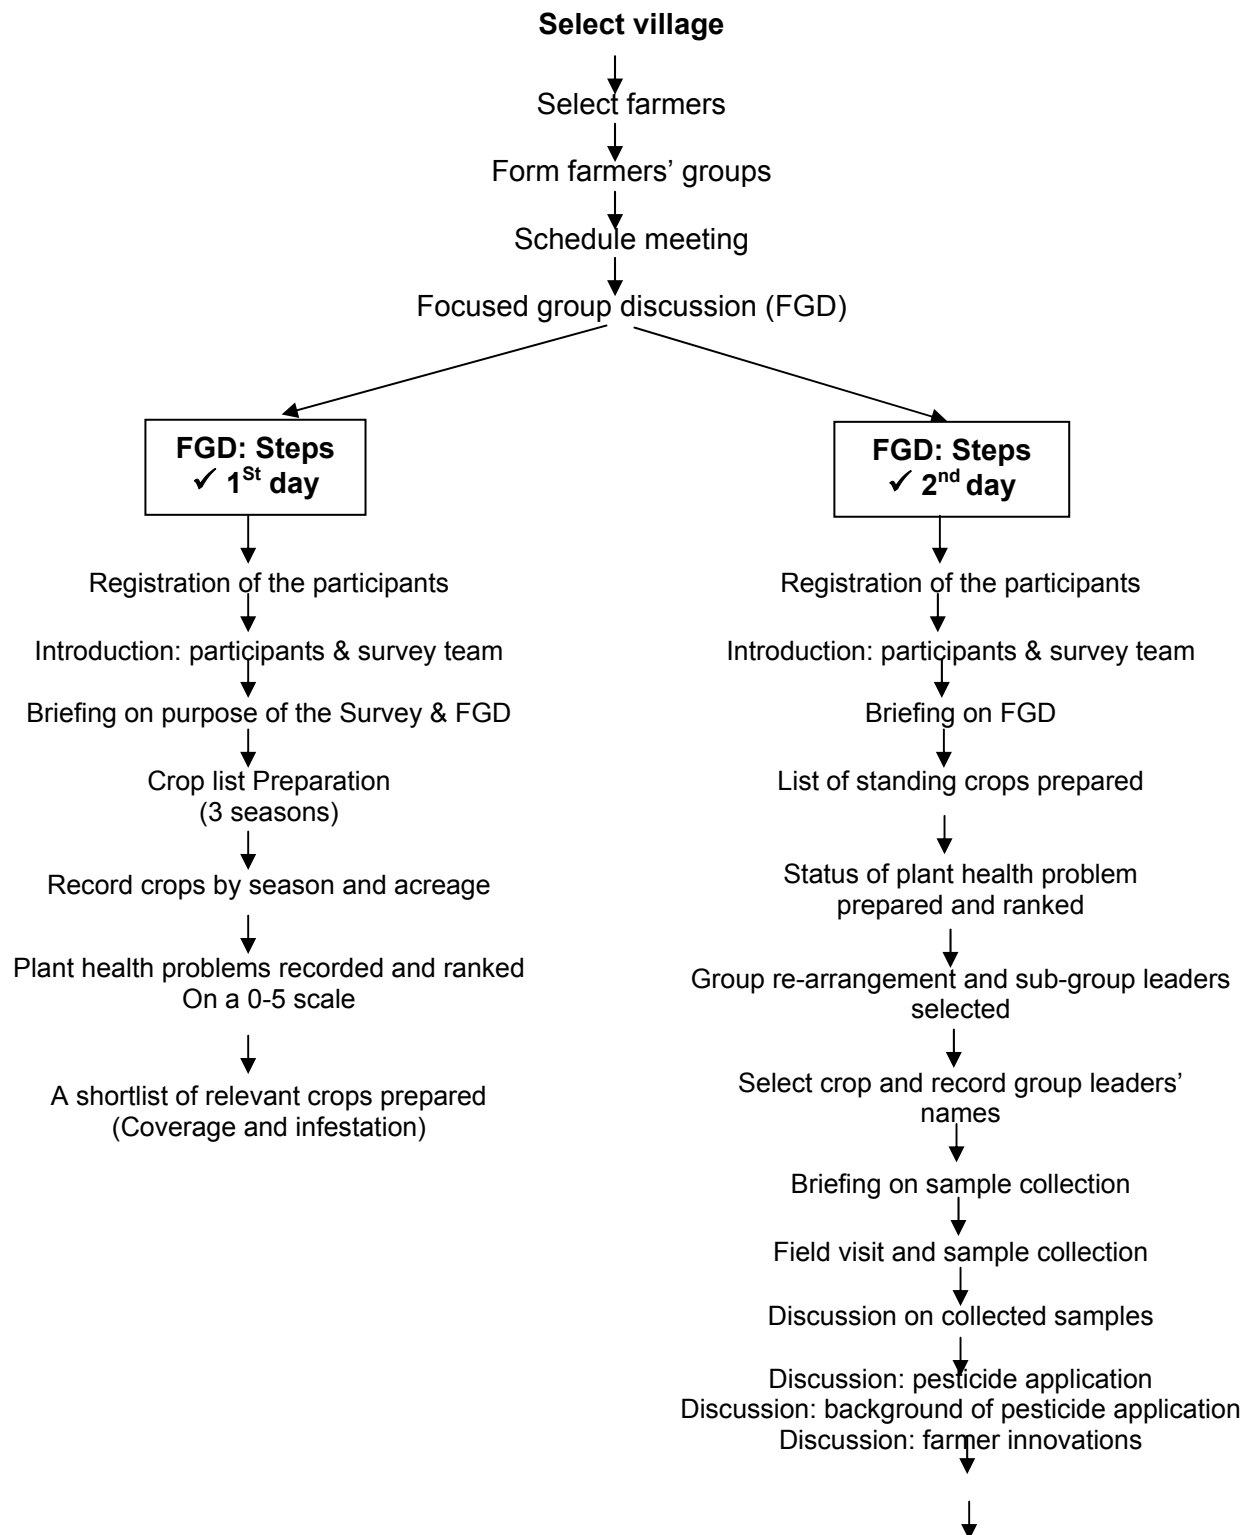 Select village
Select farmers
Form farmers’ groups
Schedule meeting
Focused group discussion (FGD)
FGD: Steps
✓ 1St day
Registration of the participants
Introduction: participants & survey team
Briefing on purpose of the Survey & FGD
Crop list Preparation
(3 seasons)
Record crops by season and acreage
Plant health problems recorded and ranked
On a 0-5 scale
A shortlist of relevant crops prepared
(Coverage and infestation)
FGD: Steps
✓ 2nd day
Registration of the participants
Introduction: participants & survey team
Briefing on FGD
List of standing crops prepared
Status of plant health problem
prepared and ranked
Group re-arrangement and sub-group leaders
selected
Select crop and record group leaders’
names
Briefing on sample collection
Field visit and sample collection
Discussion on collected samples
Discussion: pesticide application
Discussion: background of pesticide application
Discussion: farmer innovations